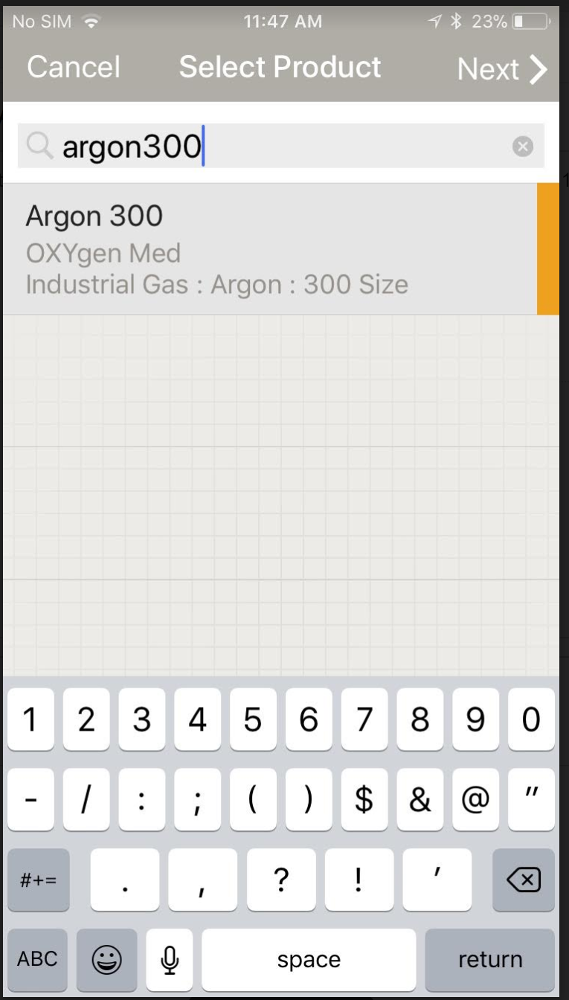 No SIM 11:47 AM 23%
Cancel Select Product Next
argon300
Argon 300
OXYgen Med
Industrial Gas : Argon : 300 Size
1 2 3 4 5 6 7 8 9 0
- / : ; ( ) $ & @ "
#+= . , ? ! '
ABC space return